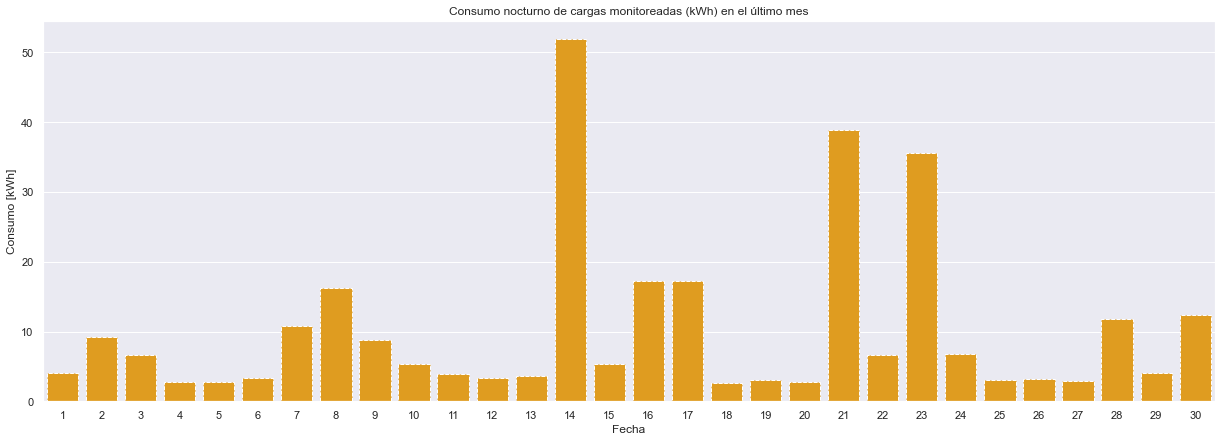 Consumo nocturno de cargas monitoreadas (kWh) en el último mes
Consumo [kWh]
50
40
30
20
10
0
1 2 3 4 5 6 7 8 9 10 11 12 13 14 15 16 17 18 19 20 21 22 23 24 25 26 27 28 29 30
Fecha